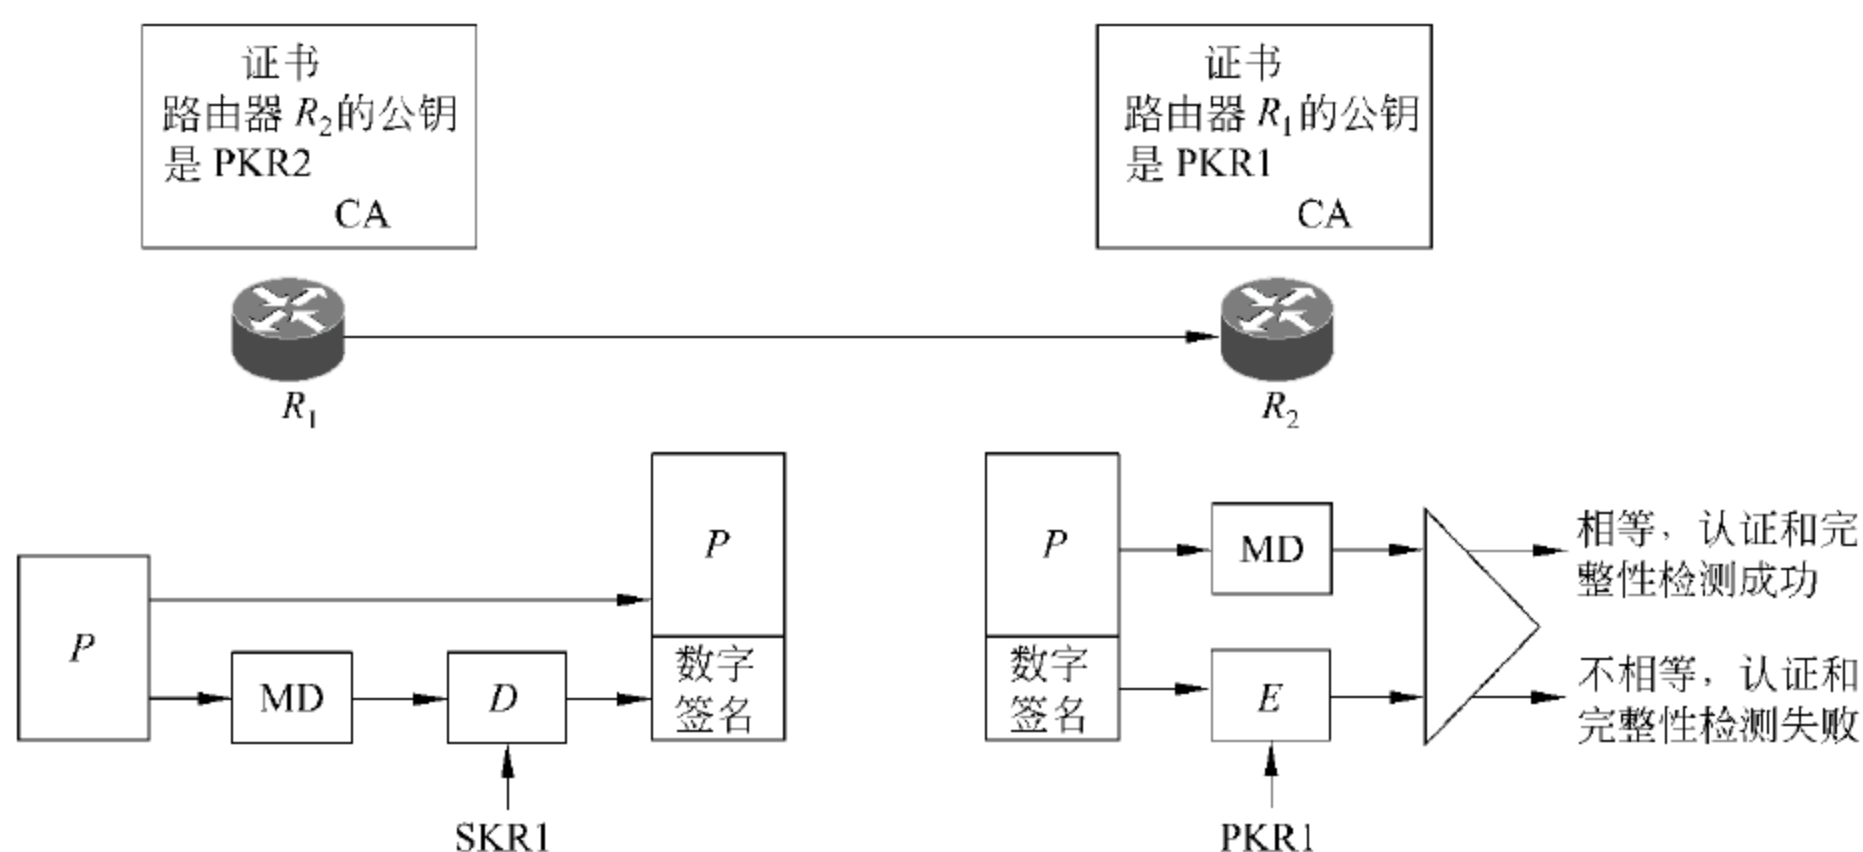 证书
路由器 R2的公钥
是 PKR2
CA
证书
路由器 R1的公钥
是 PKR1
CA
R1
R2
P
MD
D
SKR1
P
数字
签名
P
数字
签名
MD
E
PKR1
相等，认证和完
整性检测成功
不相等，认证和
完整性检测失败